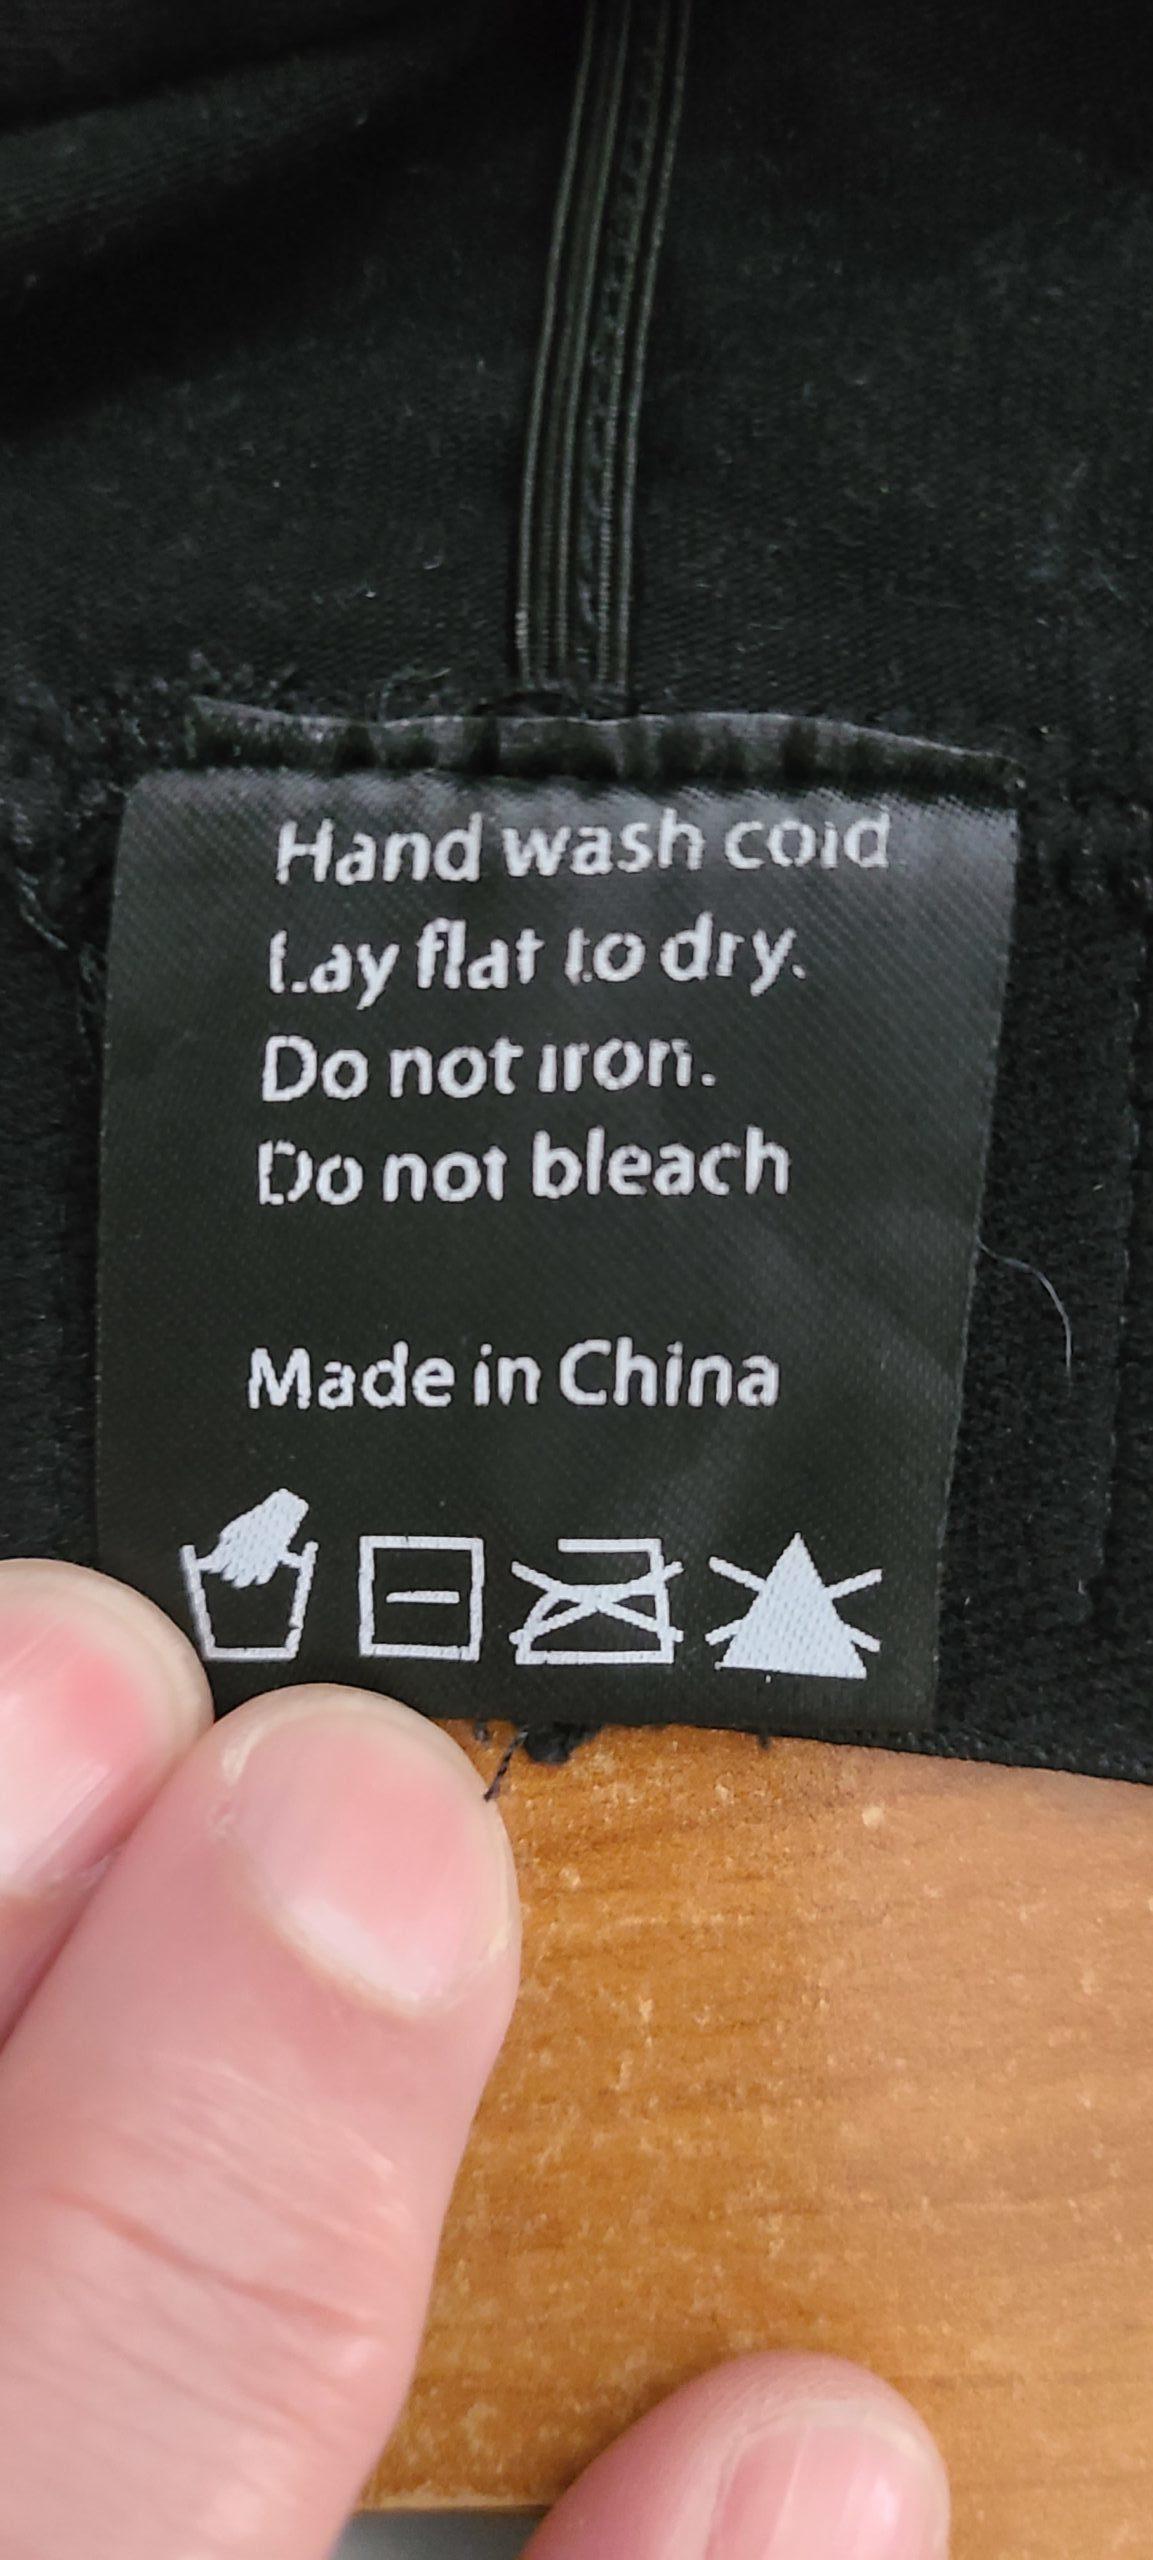 Hand wash cold
Lay flat to dry.
Do not iron.
Do not bleach
Made in China